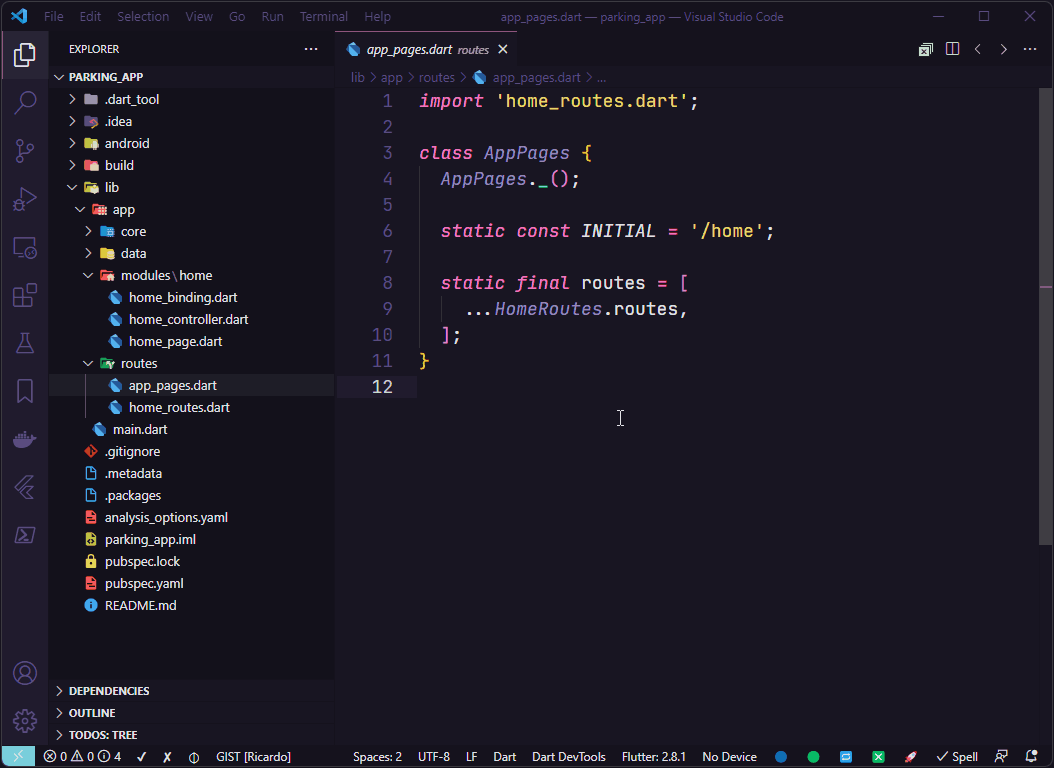 File Edit Selection View Go Run Terminal Help app_pages.dart — parking_app — Visual Studio Code
EXPLORER
PARKING_APP
.dart_tool
.idea
android
build
lib
app
core
data
modules\home
home_binding.dart
home_controller.dart
home_page.dart
routes
app_pages.dart
home_routes.dart
main.dart
.gitignore
.metadata
.packages
analysis_options.yaml
parking_app.iml
pubspec.lock
pubspec.yaml
README.md
DEPENDENCIES
OUTLINE
TODOS: TREE
app_pages.dart routes
lib > app > routes > app_pages.dart > ...
1 import 'home_routes.dart';
2
3 class AppPages {
4 AppPages._();
5
6 static const INITIAL = '/home';
7
8 static final routes = [
9 ...HomeRoutes.routes,
10 ];
11 }
12
0 0 4 ✓ ✗ GIST [Ricardo] Spaces: 2 UTF-8 LF Dart Dart DevTools Flutter: 2.8.1 No Device ✓ Spell